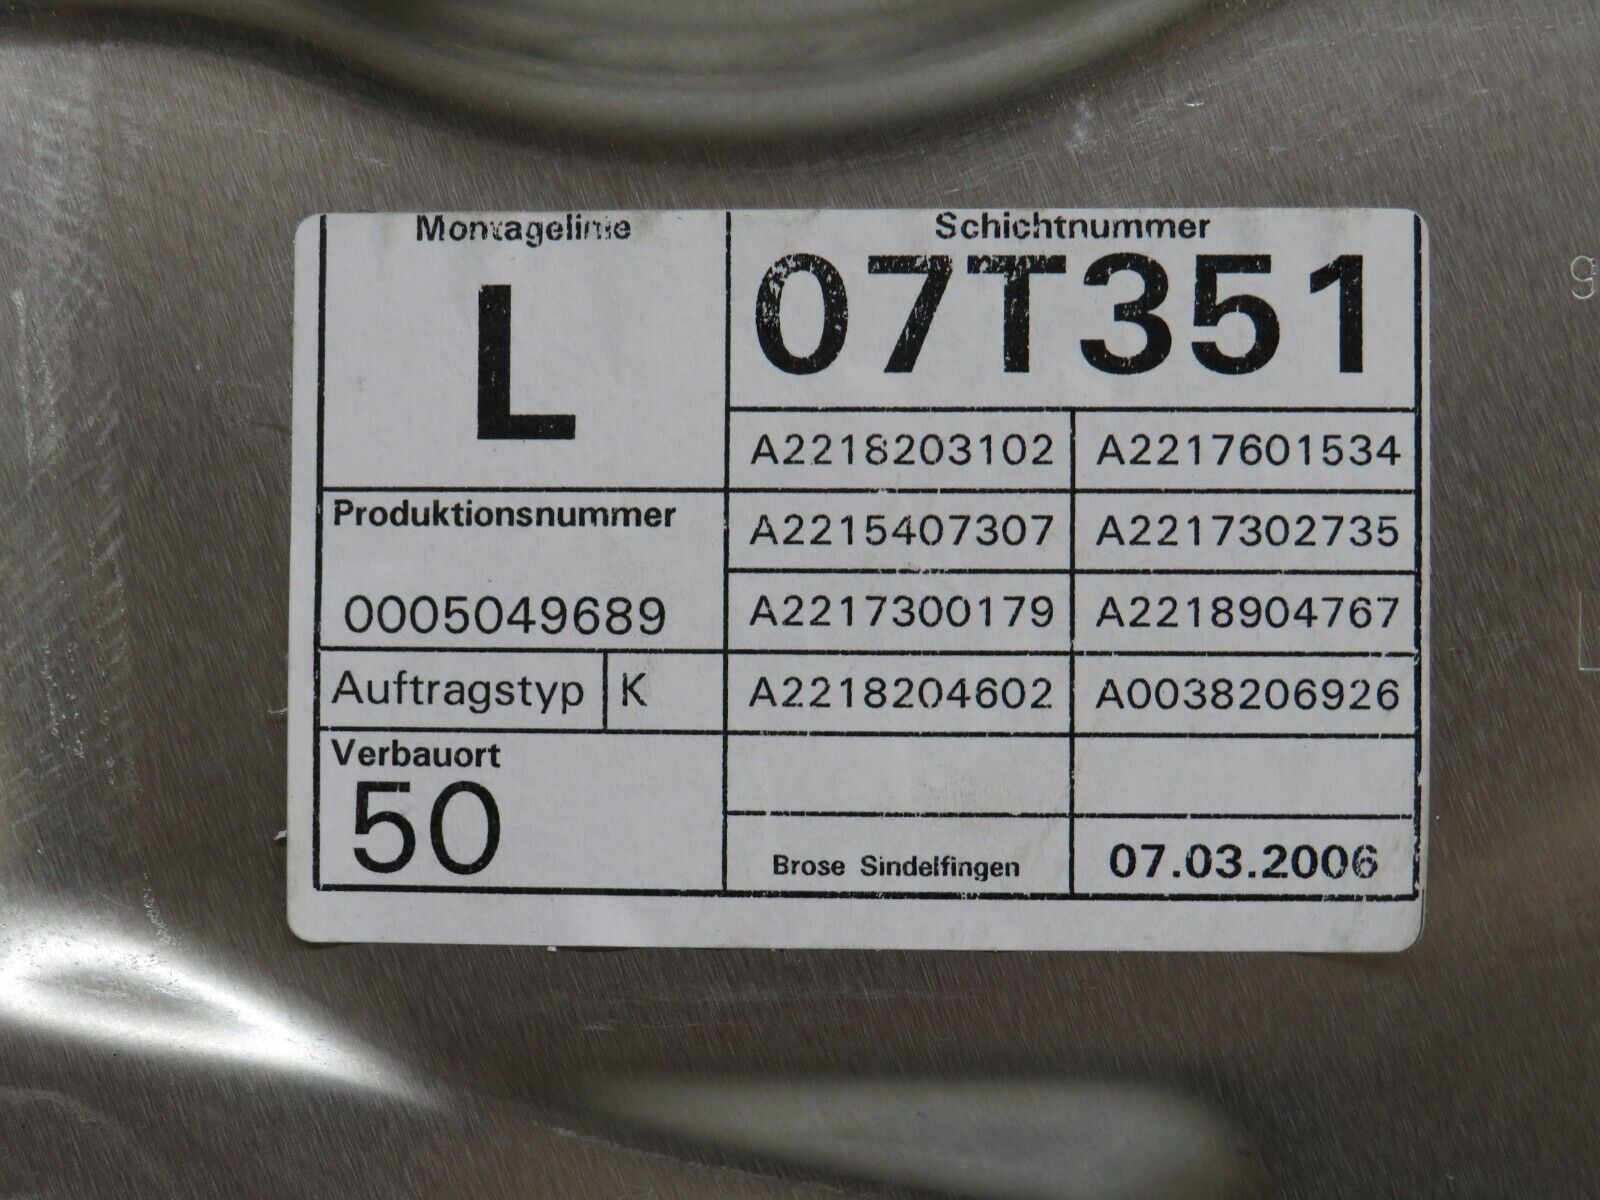 Montagelinie
L
Schichtnummer
07T351
A2218203102 A2217601534
Produktionsnummer
0005049689
A2215407307 A2217302735
A2217300179 A2218904767
Auftragstyp K
A2218204602 A0038206926
Verbauort
50
Brose Sindelfingen 07.03.2006
9